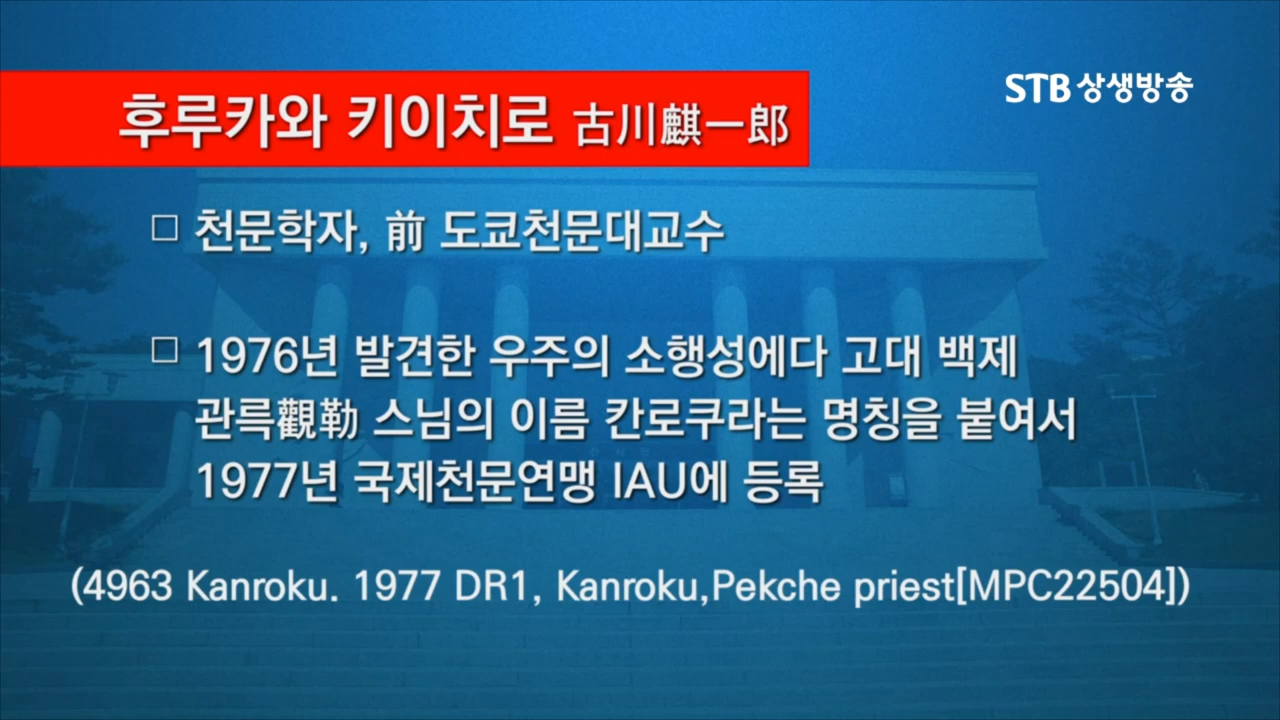 STB 상생방송
후루카와 키이치로 古川麒一郎
□ 천문학자, 前 도쿄천문대교수
□ 1976년 발견한 우주의 소행성에다 고대 백제
관륵觀勒 스님의 이름 칸로쿠라는 명칭을 붙여서
1977년 국제천문연맹 IAU에 등록
(4963 Kanroku. 1977 DR1, Kanroku,Pekche priest[MPC22504])